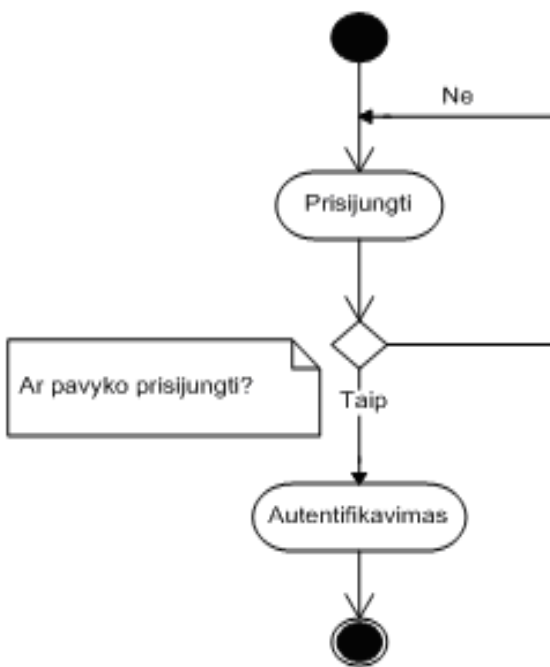 Ne
Prisijungti
Ar pavyko prisijungti?
Taip
Autentifikavimas